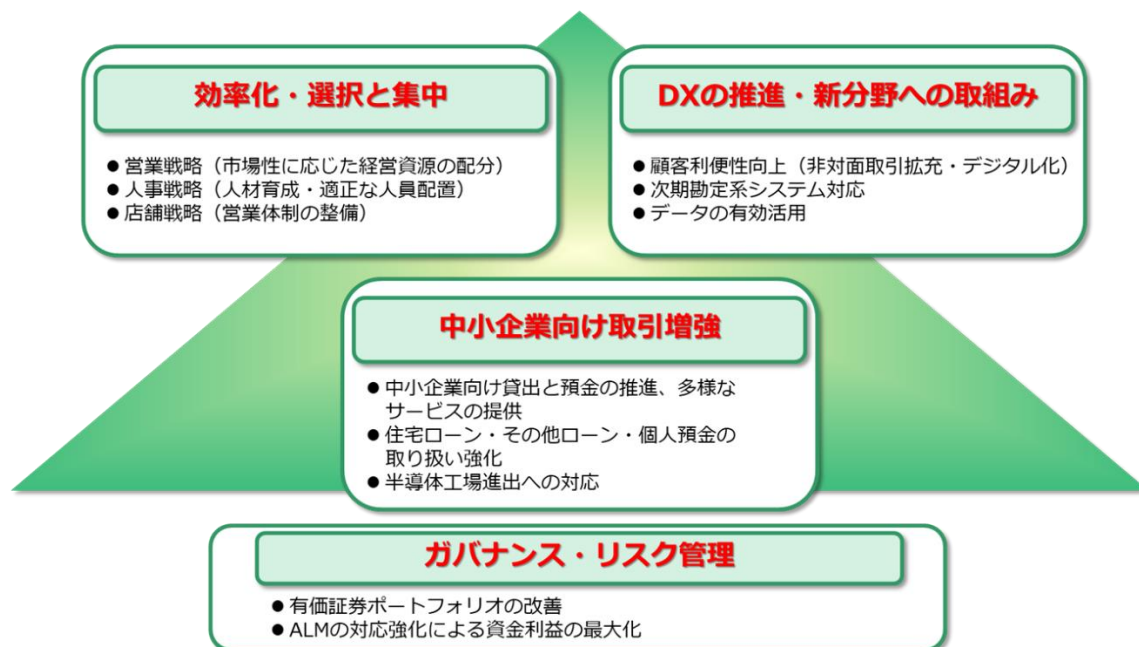 効率化・選択と集中
● 営業戦略（市場性に応じた経営資源の配分）
● 人事戦略（人材育成・適正な人員配置）
● 店舗戦略（営業体制の整備）
DXの推進・新分野への取組み
● 顧客利便性向上（非対面取引拡充・デジタル化）
● 次期勘定系システム対応
● データの有効活用
中小企業向け取引増強
● 中小企業向け貸出と預金の推進、多様な
サービスの提供
● 住宅ローン・その他ローン・個人預金の
取り扱い強化
● 半導体工場進出への対応
ガバナンス・リスク管理
● 有価証券ポートフォリオの改善
● ALMの対応強化による資金利益の最大化